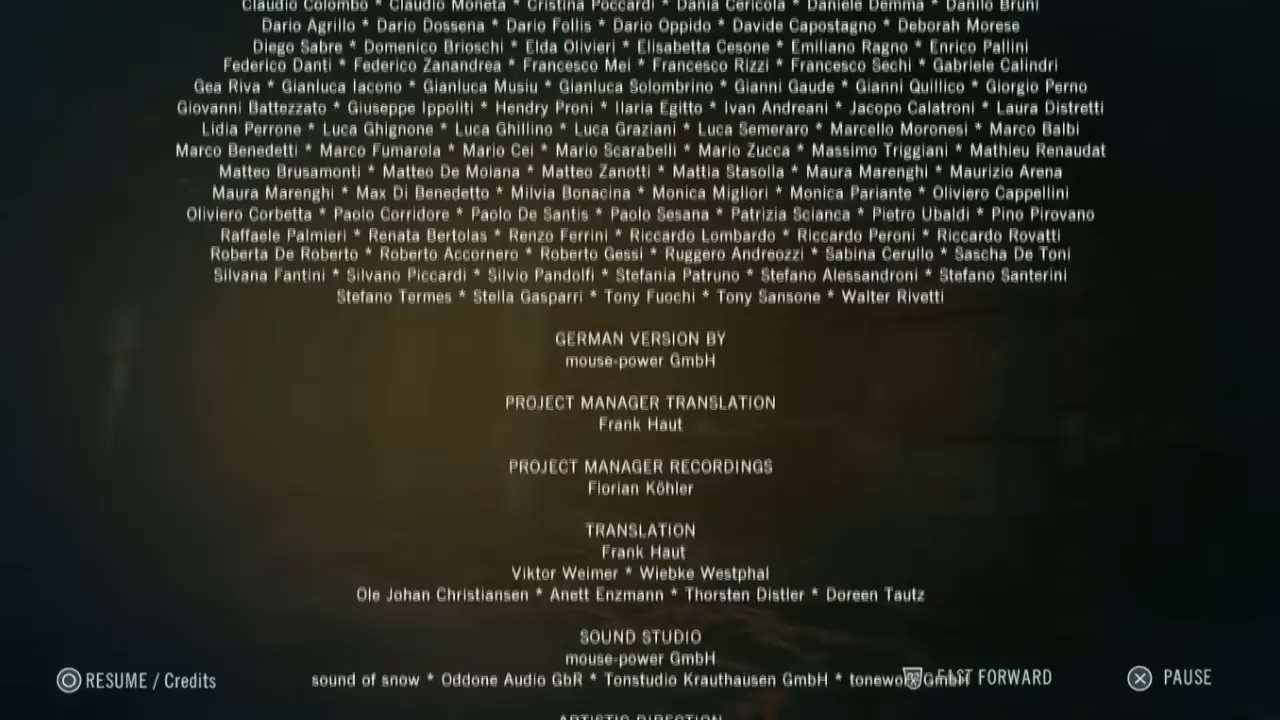 Claudio Colombo * Claudio Moneta * Cristina Poccardi * Dania Cericola * Daniele Demma * Danilo Bruni
Dario Agrillo * Dario Dossena * Dario Follis * Dario Oppido * Davide Capostagno * Deborah Morese
Diego Sabre * Domenico Brioschi * Elda Olivieri * Elisabetta Cesone * Emiliano Ragno * Enrico Pallini
Federico Danti * Federico Zanandrea * Francesco Mei * Francesco Rizzi * Francesco Sechi * Gabriele Calindri
Gea Riva * Gianluca Iacono * Gianluca Musiu * Gianluca Solombrino * Gianni Gaude * Gianni Quillico * Giorgio Perno
Giovanni Battezzato * Giuseppe Ippoliti * Hendry Proni * Ilaria Egitto * Ivan Andreani * Jacopo Calatroni * Laura Distretti
Lidia Perrone * Luca Ghignone * Luca Ghillino * Luca Graziani * Luca Semeraro * Marcello Moronesi * Marco Balbi
Marco Benedetti * Marco Fumarola * Mario Cei * Mario Scarabelli * Mario Zucca * Massimo Triggiani * Mathieu Renaudat
Matteo Brusamonti * Matteo De Moiana * Matteo Zanotti * Mattia Stasolla * Maura Marenghi * Maurizio Arena
Maura Marenghi * Max Di Benedetto * Milvia Bonacina * Monica Migliori * Monica Pariante * Oliviero Cappellini
Oliviero Corbetta * Paolo Corridore * Paolo De Santis * Paolo Sesana * Patrizia Scianca * Pietro Ubaldi * Pino Pirovano
Raffaele Palmieri * Renata Bertolas * Renzo Ferrini * Riccardo Lombardo * Riccardo Peroni * Riccardo Rovatti
Roberta De Roberto * Roberto Accornero * Roberto Gessi * Ruggero Andreozzi * Sabina Cerullo * Sascha De Toni
Silvana Fantini * Silvano Piccardi * Silvio Pandolfi * Stefania Patruno * Stefano Alessandroni * Stefano Santerini
Stefano Termes * Stella Gasparri * Tony Fuochi * Tony Sansone * Walter Rivetti
GERMAN VERSION BY
mouse-power GmbH
PROJECT MANAGER TRANSLATION
Frank Haut
PROJECT MANAGER RECORDINGS
Florian Köhler
TRANSLATION
Frank Haut
Viktor Weimer * Wiebke Westphal
Ole Johan Christiansen * Anett Enzmann * Thorsten Distler * Doreen Tautz
SOUND STUDIO
mouse-power GmbH
sound of snow * Oddone Audio GbR * Tonstudio Krauthausen GmbH * GmbH
RESUME / Credits
FAST FORWARD
PAUSE
ARTISTIC DIRECTION